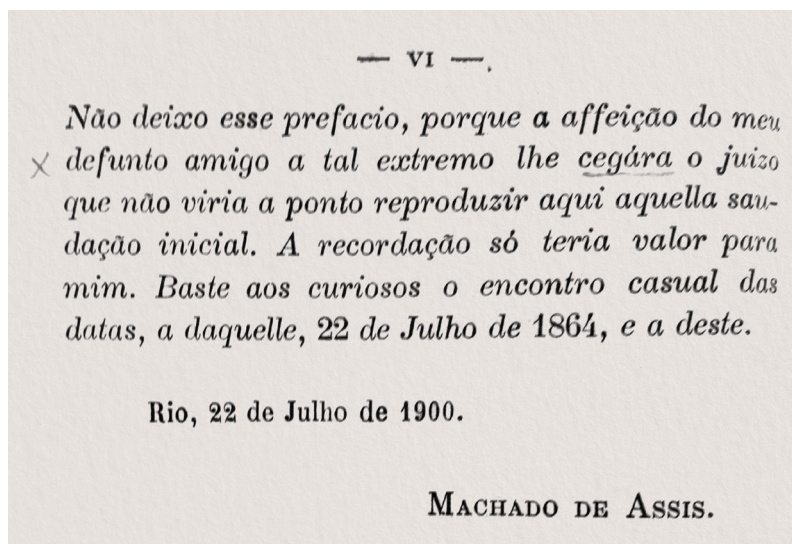 — VI —.
Não deixo esse prefacio, porque a affeição do meu
defunto amigo a tal extremo lhe cegára o juizo
que não viria a ponto reproduzir aqui aquella sau-
dação inicial. A recordação só teria valor para
mim. Baste aos curiosos o encontro casual das
datas, a daquelle, 22 de Julho de 1864, e a deste.
Rio, 22 de Julho de 1900.
MACHADO DE ASSIS.